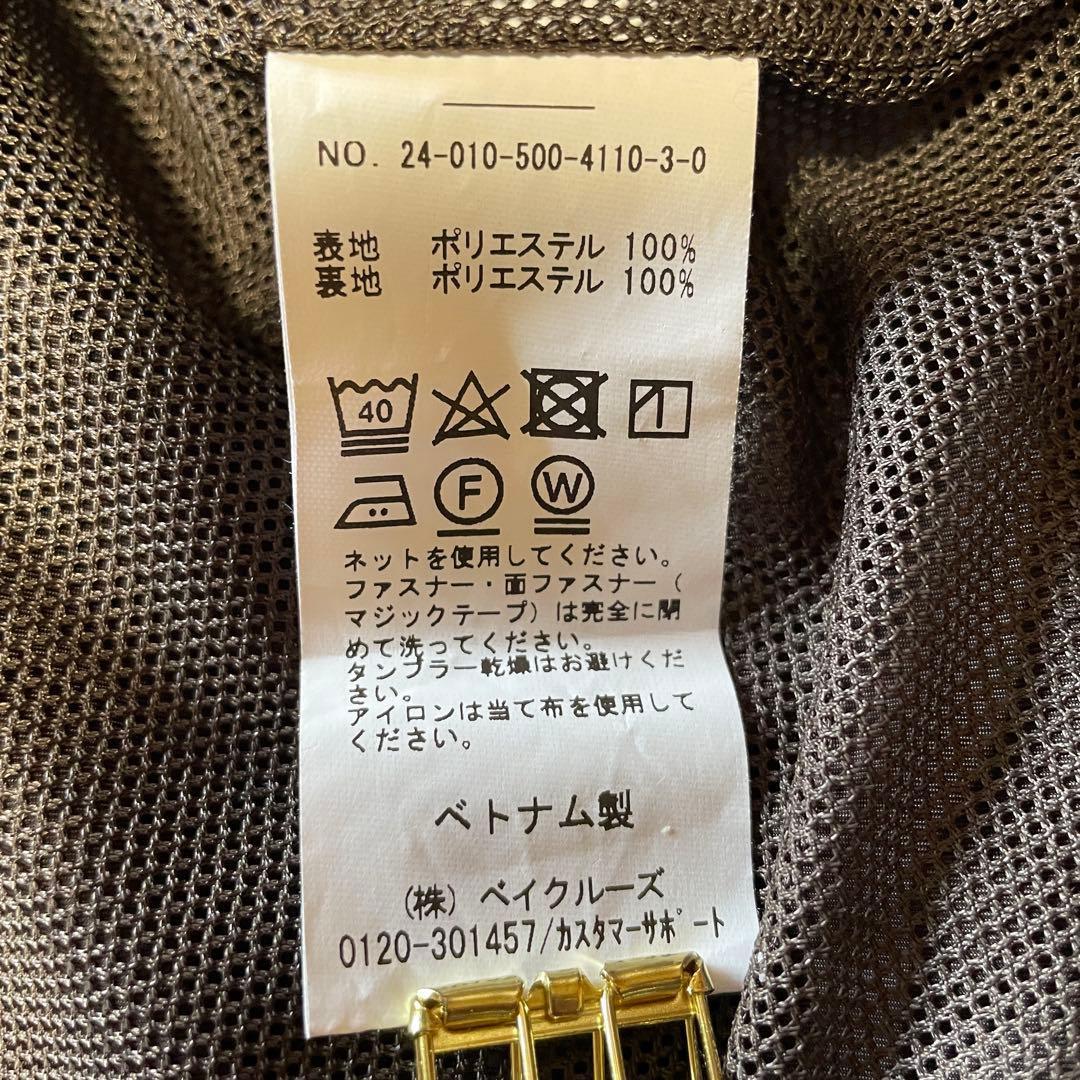 NO. 24-010-500-4110-3-0
表地 ポリエステル 100%
裏地 ポリエステル 100%
40
F W
ネットを使用してください。
ファスナー・面ファスナー(
マジックテープ)は完全に閉
めて洗ってください。
タンブラー乾燥はお避けくだ
さい。
アイロンは当て布を使用して
ください。
ベトナム製
(株) ベイクルーズ
0120-301457/カスタマーサポート